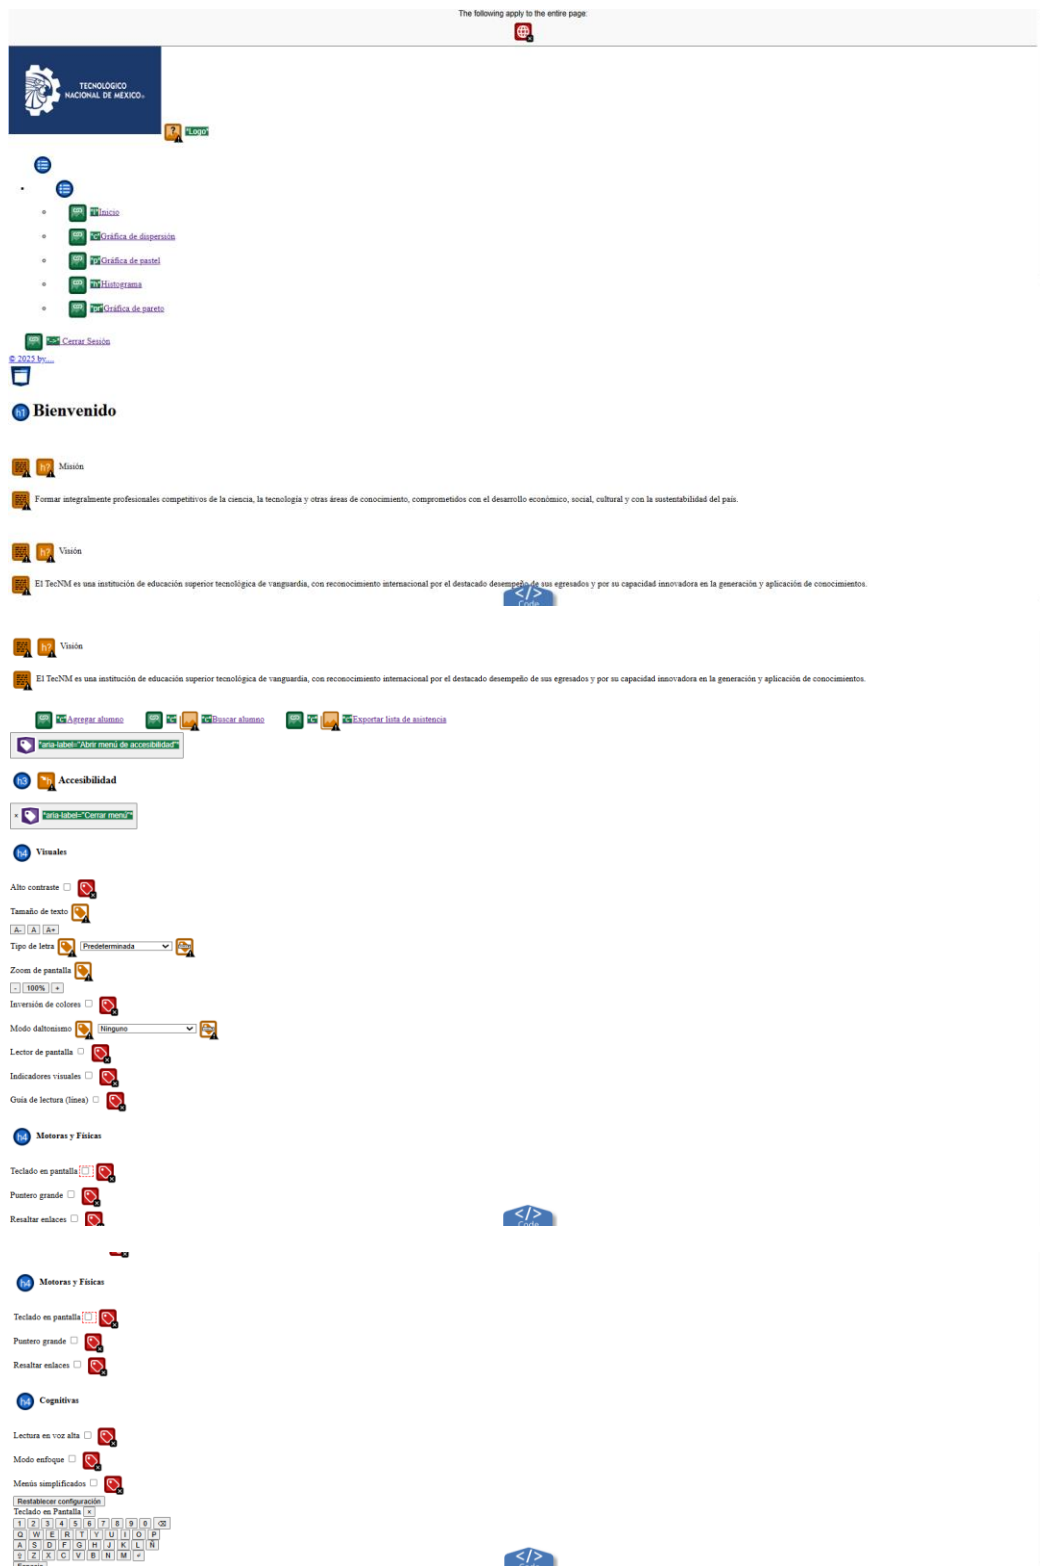 The following apply to the entire page:
TECNOLÓGICO
NACIONAL DE MÉXICO
*Logo*
Inicio
Gráfica de dispersión
Gráfica de pastel
Histograma
Gráfica de pareto
Cerrar Sesión
© 2025 by....
h1 Bienvenido
h? Misión
Formar integralmente profesionales competitivos de la ciencia, la tecnología y otras áreas de conocimiento, comprometidos con el desarrollo económico, social, cultural y con la sustentabilidad del país.
h? Visión
El TecNM es una institución de educación superior tecnológica de vanguardia, con reconocimiento internacional por el destacado desempeño de sus egresados y por su capacidad innovadora en la generación y aplicación de conocimientos.
</>
Code
h? Visión
El TecNM es una institución de educación superior tecnológica de vanguardia, con reconocimiento internacional por el destacado desempeño de sus egresados y por su capacidad innovadora en la generación y aplicación de conocimientos.
Agregar alumno Buscar alumno Exportar lista de asistencia
*aria-label="Abrir menú de accesibilidad"*
h3 Accesibilidad
× *aria-label="Cerrar menú"*
h4 Visuales
Alto contraste
Tamaño de texto
A- A A+
Tipo de letra Predeterminada
Zoom de pantalla
- 100% +
Inversión de colores
Modo daltonismo Ninguno
Lector de pantalla
Indicadores visuales
Guía de lectura (línea)
h4 Motoras y Físicas
Teclado en pantalla
Puntero grande
Resaltar enlaces
</>
Code
h4 Motoras y Físicas
Teclado en pantalla
Puntero grande
Resaltar enlaces
h4 Cognitivas
Lectura en voz alta
Modo enfoque
Menús simplificados
Restablecer configuración
Teclado en Pantalla ×
1 2 3 4 5 6 7 8 9 0 ⌫
Q W E R T Y U I O P
A S D F G H J K L Ñ
⇧ Z X C V B N M ↵
Espacio
</>
Code